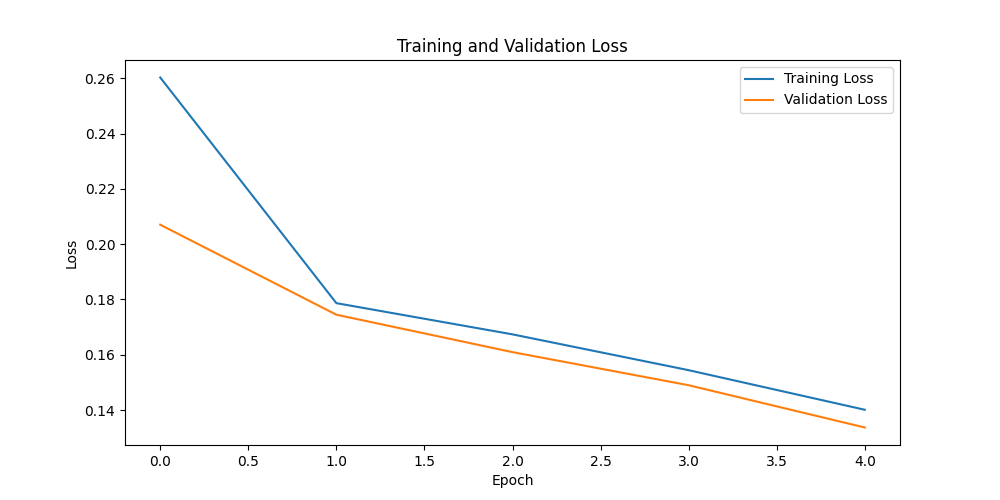 Training and Validation Loss
Training Loss
Validation Loss
Loss
0.26
0.24
0.22
0.20
0.18
0.16
0.14
0.0 0.5 1.0 1.5 2.0 2.5 3.0 3.5 4.0
Epoch